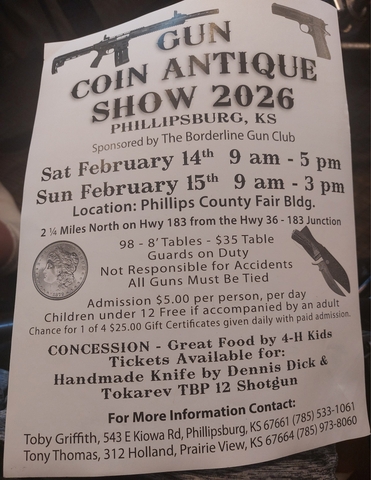 GUN
COIN ANTIQUE
SHOW 2026
PHILLIPSBURG, KS
Sponsored by The Borderline Gun Club
Sat February 14th 9 am - 5 pm
Sun February 15th 9 am - 3 pm
Location: Phillips County Fair Bldg.
2 ¼ Miles North on Hwy 183 from the Hwy 36 - 183 Junction
98 - 8' Tables - $35 Table
Guards on Duty
Not Responsible for Accidents
All Guns Must Be Tied
Admission $5.00 per person, per day
Children under 12 Free if accompanied by an adult
Chance for 1 of 4 $25.00 Gift Certificates given daily with paid admission.
CONCESSION - Great Food by 4-H Kids
Tickets Available for:
Handmade Knife by Dennis Dick &
Tokarev TBP 12 Shotgun
For More Information Contact:
Toby Griffith, 543 E Kiowa Rd, Phillipsburg, KS 67661 (785) 533-1061
Tony Thomas, 312 Holland, Prairie View, KS 67664 (785) 973-8060